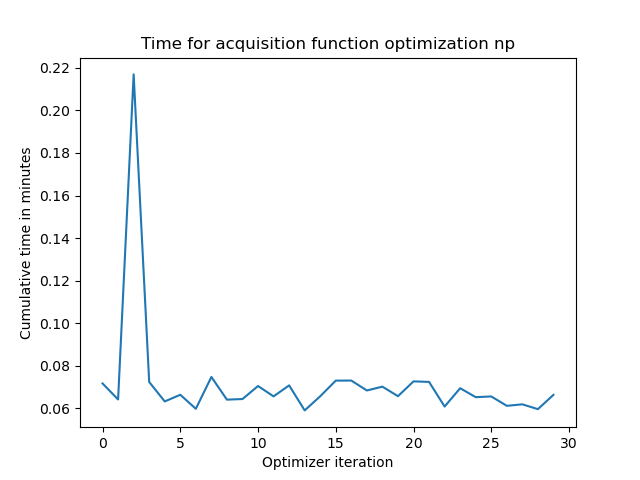 Time for acquisition function optimization np
0.22
0.20
0.18
0.16
0.14
0.12
0.10
0.08
0.06
Cumulative time in minutes
0 5 10 15 20 25 30
Optimizer iteration